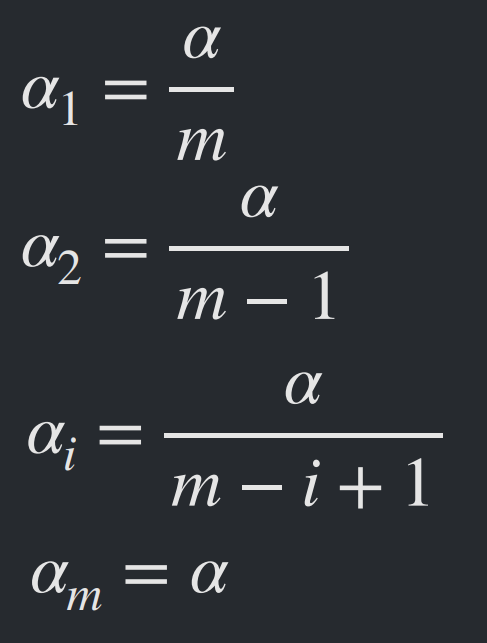 α₁ = α/m
α₂ = α/(m − 1)
αᵢ = α/(m − i + 1)
αₘ = α